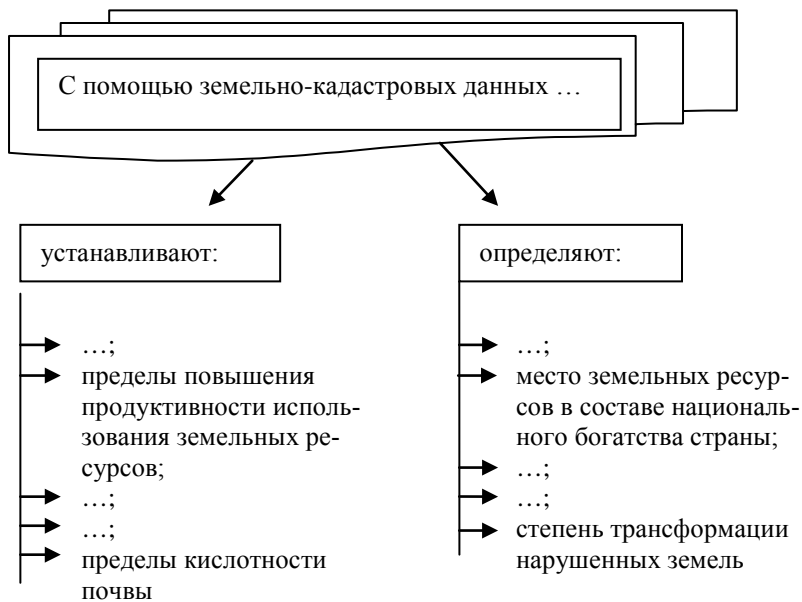 С помощью земельно-кадастровых данных …
устанавливают:
…;
пределы повышения
продуктивности исполь-
зования земельных ре-
сурсов;
…;
…;
пределы кислотности
почвы
определяют:
…;
место земельных ресур-
сов в составе националь-
ного богатства страны;
…;
…;
степень трансформации
нарушенных земель